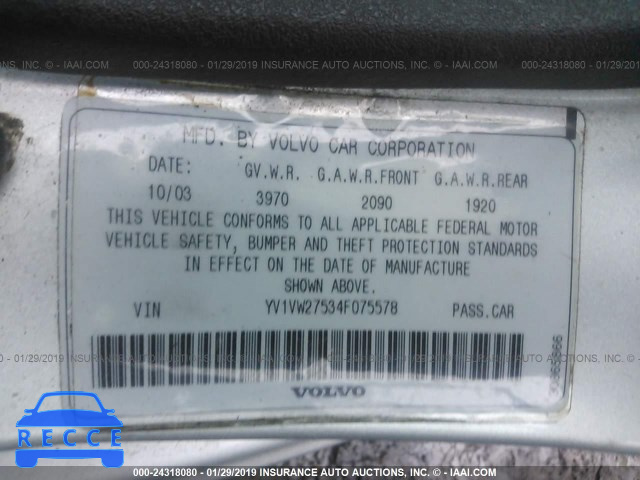 000-24318080 - 01/29/2019 INSURANCE AUTO AUCTIONS, INC. - © IAAI.COM
MFD. BY VOLVO CAR CORPORATION
DATE: GV.W.R. G.A.W.R.FRONT G.A.W.R.REAR
10/03 3970 2090 1920
THIS VEHICLE CONFORMS TO ALL APPLICABLE FEDERAL MOTOR
VEHICLE SAFETY, BUMPER AND THEFT PROTECTION STANDARDS
IN EFFECT ON THE DATE OF MANUFACTURE
SHOWN ABOVE.
VIN YV1VW27534F075578 PASS.CAR
VOLVO
RECCE
000-24318080 - 01/29/2019 INSURANCE AUTO AUCTIONS, INC. - © IAAI.COM